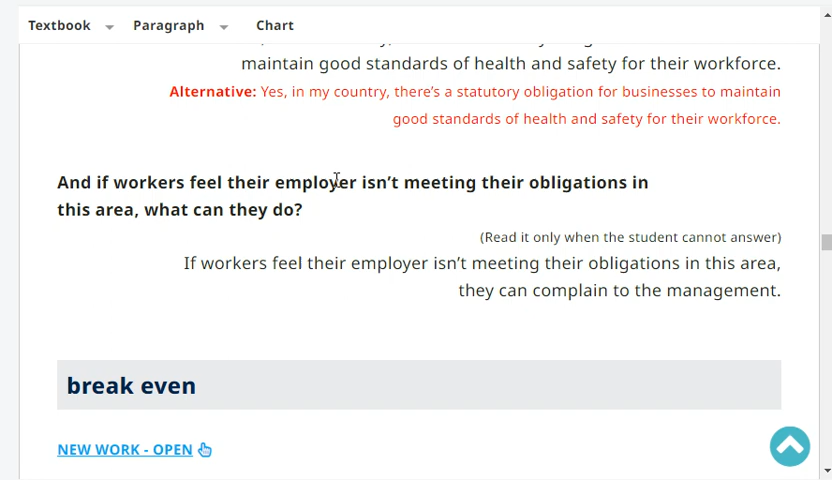 Textbook Paragraph Chart
maintain good standards of health and safety for their workforce.
Alternative: Yes, in my country, there's a statutory obligation for businesses to maintain
good standards of health and safety for their workforce.
And if workers feel their employer isn't meeting their obligations in
this area, what can they do?
(Read it only when the student cannot answer)
If workers feel their employer isn't meeting their obligations in this area,
they can complain to the management.
break even
NEW WORK - OPEN